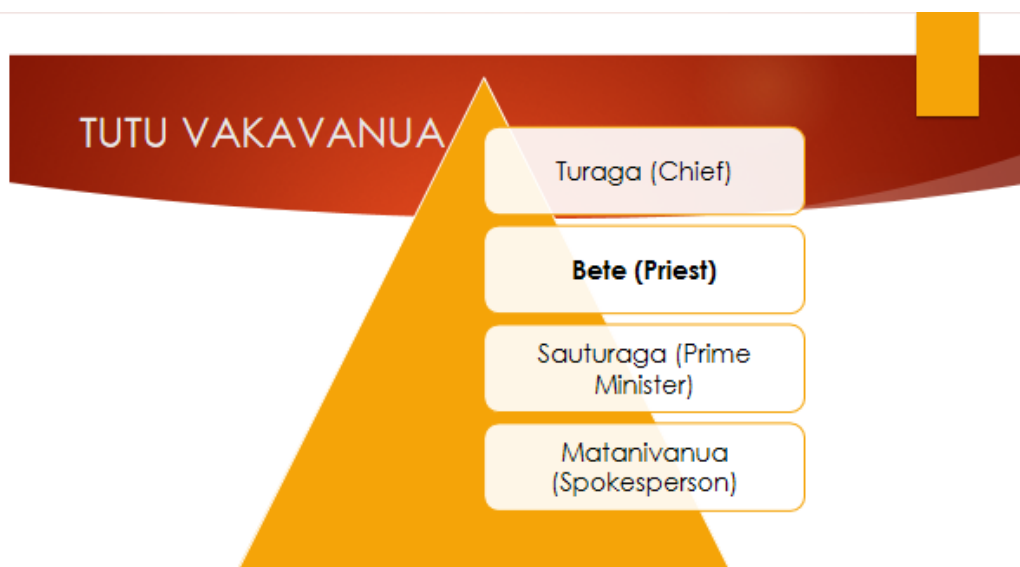 TUTU VAKAVANUA
Turaga (Chief)
Bete (Priest)
Sauturaga (Prime
Minister)
Matanivanua
(Spokesperson)